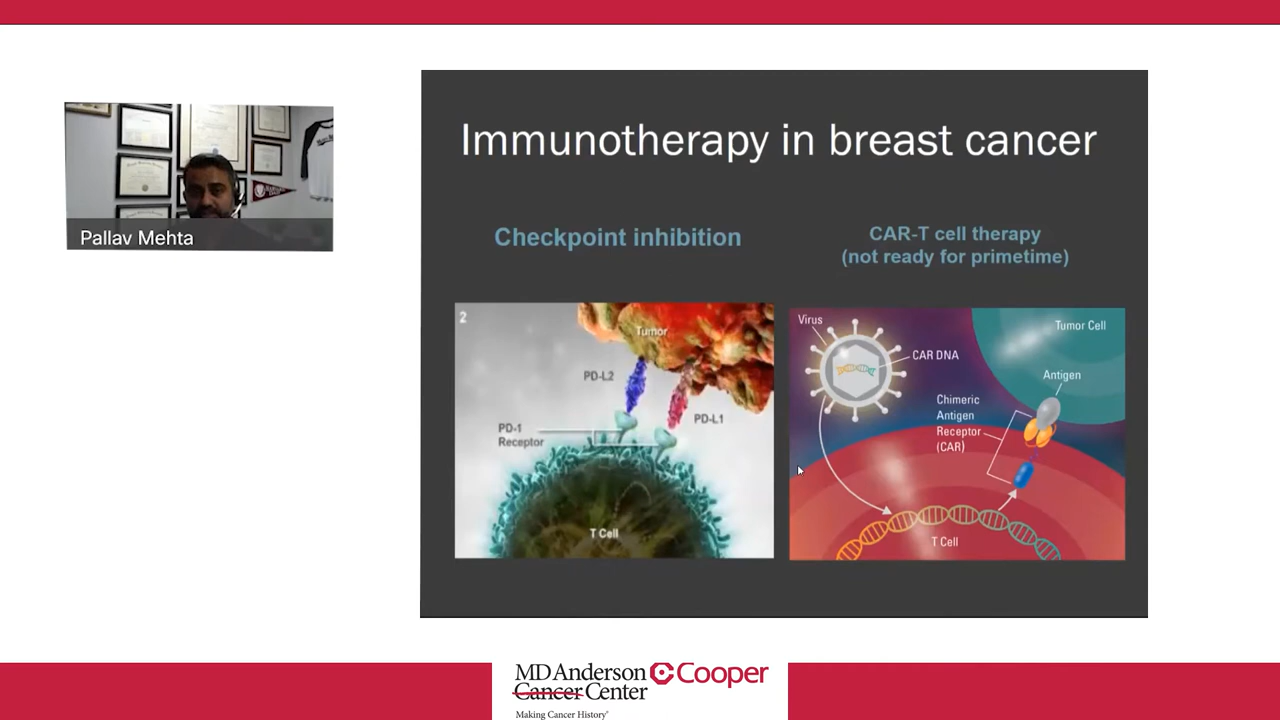 Immunotherapy in breast cancer
Pallav Mehta
Checkpoint inhibition
CAR-T cell therapy
(not ready for primetime)
2
Tumor
PD-L2
PD-L1
PD-1
Receptor
T Cell
Virus
CAR DNA
Tumor Cell
Antigen
Chimeric
Antigen
Receptor
(CAR)
T Cell
MD Anderson Cooper
Cancer Center
Making Cancer History®